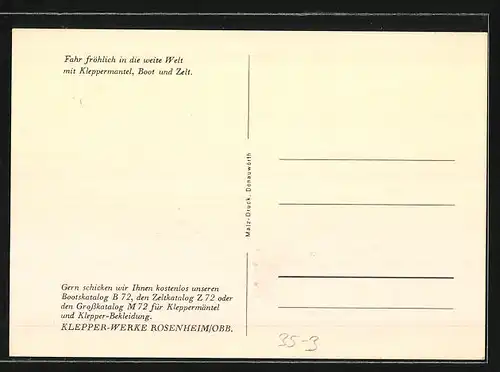 Fahr fröhlich in die weite Welt
mit Kleppermantel, Boot und Zelt.
Gern schicken wir Ihnen kostenlos unseren
Bootskatalog B 72, den Zeltkatalog Z 72 oder
den Großkatalog M 72 für Kleppermäntel
und Klepper-Bekleidung.
KLEPPER-WERKE ROSENHEIM/OBB.
Malz-Druck, Donauwörth
35-3